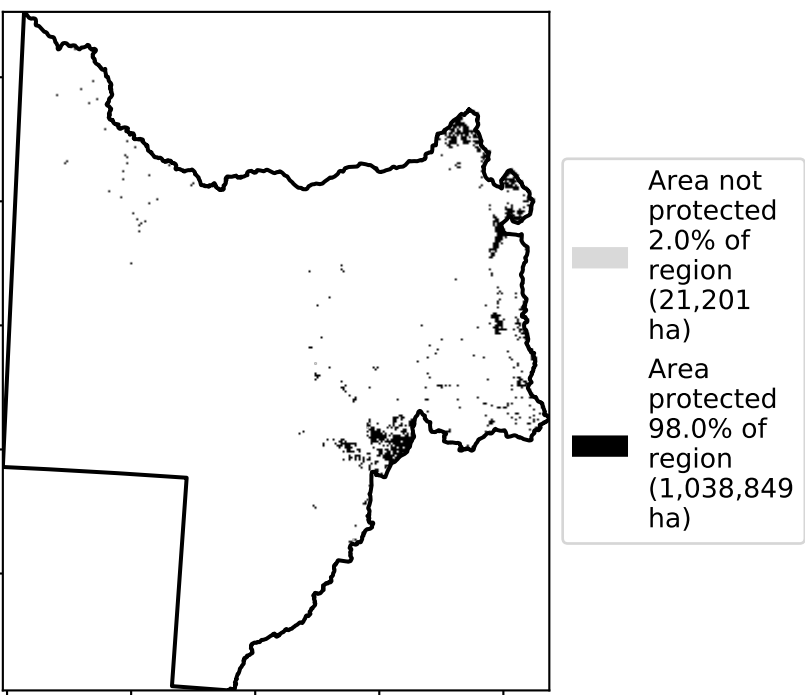 Area not
protected
2.0% of
region
(21,201
ha)
Area
protected
98.0% of
region
(1,038,849
ha)